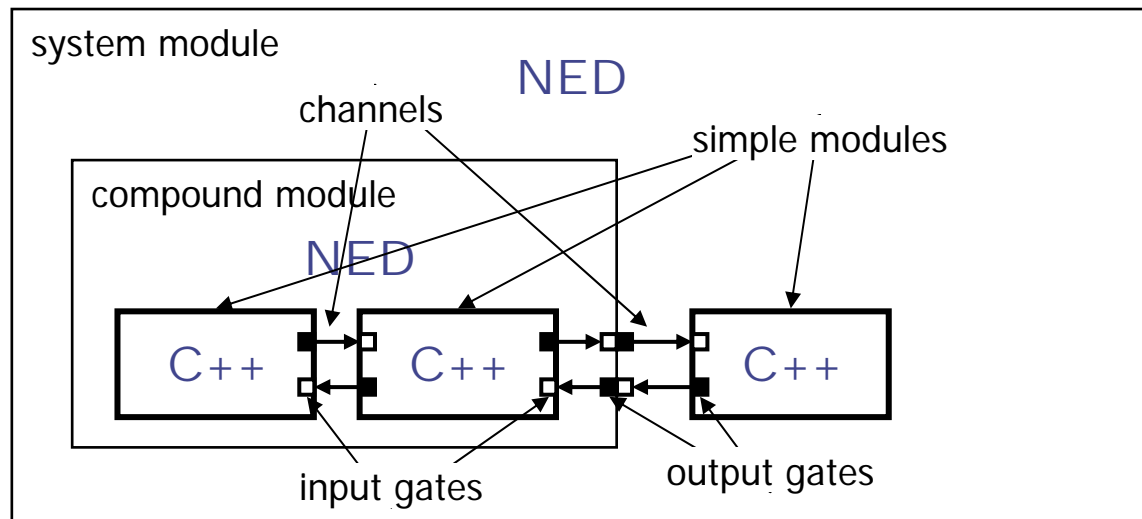 system module
NED
channels
simple modules
compound module
NED
C++
C++
C++
input gates
output gates